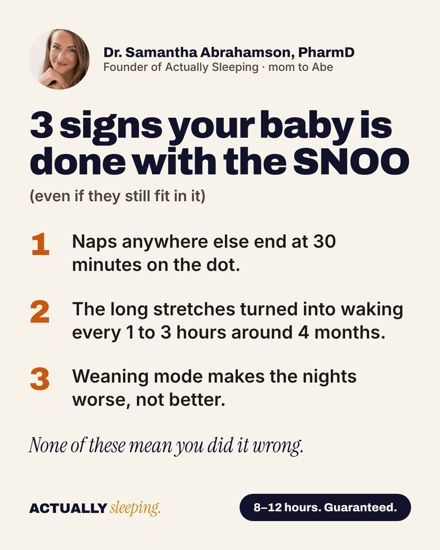 Dr. Samantha Abrahamson, PharmD
Founder of Actually Sleeping · mom to Abe
3 signs your baby is
done with the SNOO
(even if they still fit in it)
1 Naps anywhere else end at 30
minutes on the dot.
2 The long stretches turned into waking
every 1 to 3 hours around 4 months.
3 Weaning mode makes the nights
worse, not better.
None of these mean you did it wrong.
ACTUALLY sleeping.
8–12 hours. Guaranteed.